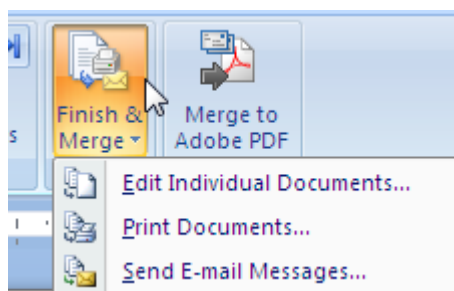 Finish &
Merge
Merge to
Adobe PDF
s
Edit Individual Documents...
Print Documents...
Send E-mail Messages...